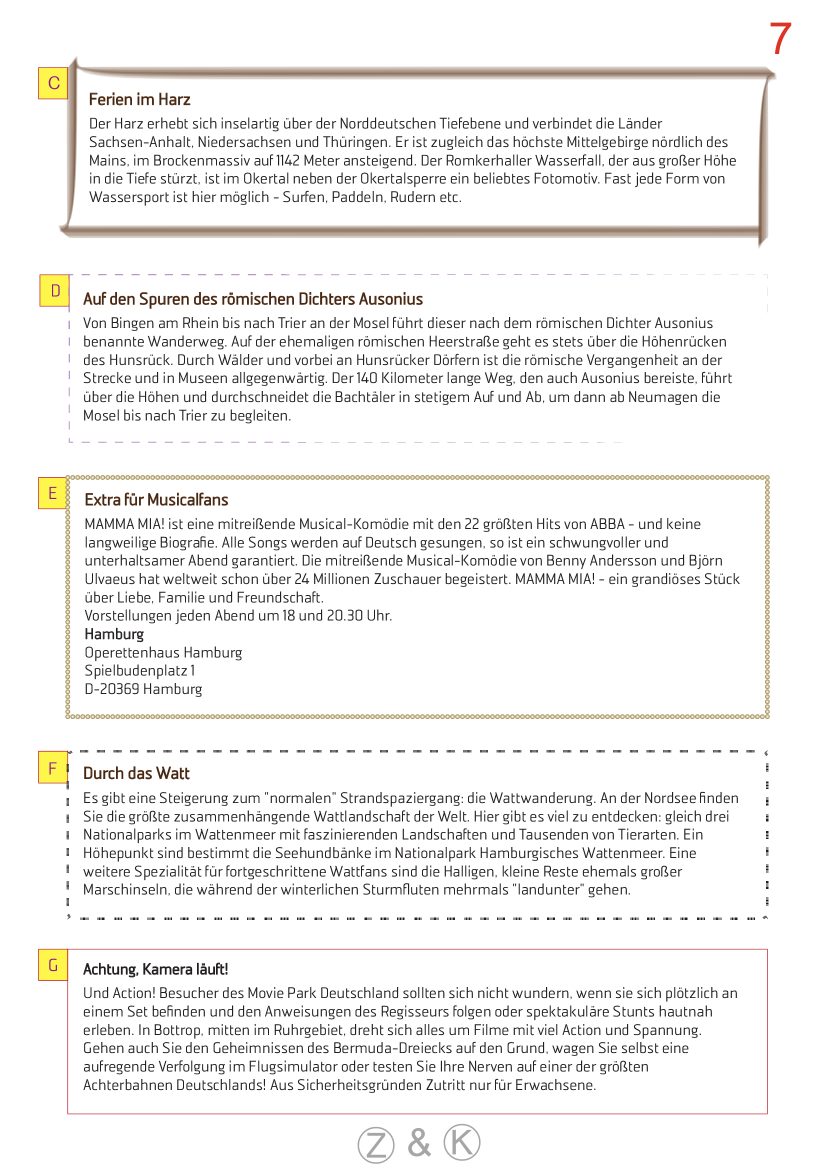 7
C
Ferien im Harz
Der Harz erhebt sich inselartig über der Norddeutschen Tiefebene und verbindet die Länder
Sachsen-Anhalt, Niedersachsen und Thüringen. Er ist zugleich das höchste Mittelgebirge nördlich des
Mains, im Brockenmassiv auf 1142 Meter ansteigend. Der Romkerhaller Wasserfall, der aus großer Höhe
in die Tiefe stürzt, ist im Okertal neben der Okertalsperre ein beliebtes Fotomotiv. Fast jede Form von
Wassersport ist hier möglich - Surfen, Paddeln, Rudern etc.
D
Auf den Spuren des römischen Dichters Ausonius
Von Bingen am Rhein bis nach Trier an der Mosel führt dieser nach dem römischen Dichter Ausonius
benannte Wanderweg. Auf der ehemaligen römischen Heerstraße geht es stets über die Höhenrücken
des Hunsrück. Durch Wälder und vorbei an Hunsrücker Dörfern ist die römische Vergangenheit an der
Strecke und in Museen allgegenwärtig. Der 140 Kilometer lange Weg, den auch Ausonius bereiste, führt
über die Höhen und durchschneidet die Bachtäler in stetigem Auf und Ab, um dann ab Neumagen die
Mosel bis nach Trier zu begleiten.
E
Extra für Musicalfans
MAMMA MIA! ist eine mitreißende Musical-Komödie mit den 22 größten Hits von ABBA - und keine
langweilige Biografie. Alle Songs werden auf Deutsch gesungen, so ist ein schwungvoller und
unterhaltsamer Abend garantiert. Die mitreißende Musical-Komödie von Benny Andersson und Björn
Ulvaeus hat weltweit schon über 24 Millionen Zuschauer begeistert. MAMMA MIA! - ein grandiöses Stück
über Liebe, Familie und Freundschaft.
Vorstellungen jeden Abend um 18 und 20.30 Uhr.
Hamburg
Operettenhaus Hamburg
Spielbudenplatz 1
D-20369 Hamburg
F
Durch das Watt
Es gibt eine Steigerung zum "normalen" Strandspaziergang: die Wattwanderung. An der Nordsee finden
Sie die größte zusammenhängende Wattlandschaft der Welt. Hier gibt es viel zu entdecken: gleich drei
Nationalparks im Wattenmeer mit faszinierenden Landschaften und Tausenden von Tierarten. Ein
Höhepunkt sind bestimmt die Seehundbänke im Nationalpark Hamburgisches Wattenmeer. Eine
weitere Spezialität für fortgeschrittene Wattfans sind die Halligen, kleine Reste ehemals großer
Marschinseln, die während der winterlichen Sturmfluten mehrmals "landunter" gehen.
G
Achtung, Kamera läuft!
Und Action! Besucher des Movie Park Deutschland sollten sich nicht wundern, wenn sie sich plötzlich an
einem Set befinden und den Anweisungen des Regisseurs folgen oder spektakuläre Stunts hautnah
erleben. In Bottrop, mitten im Ruhrgebiet, dreht sich alles um Filme mit viel Action und Spannung.
Gehen auch Sie den Geheimnissen des Bermuda-Dreiecks auf den Grund, wagen Sie selbst eine
aufregende Verfolgung im Flugsimulator oder testen Sie Ihre Nerven auf einer der größten
Achterbahnen Deutschlands! Aus Sicherheitsgründen Zutritt nur für Erwachsene.
Z & K